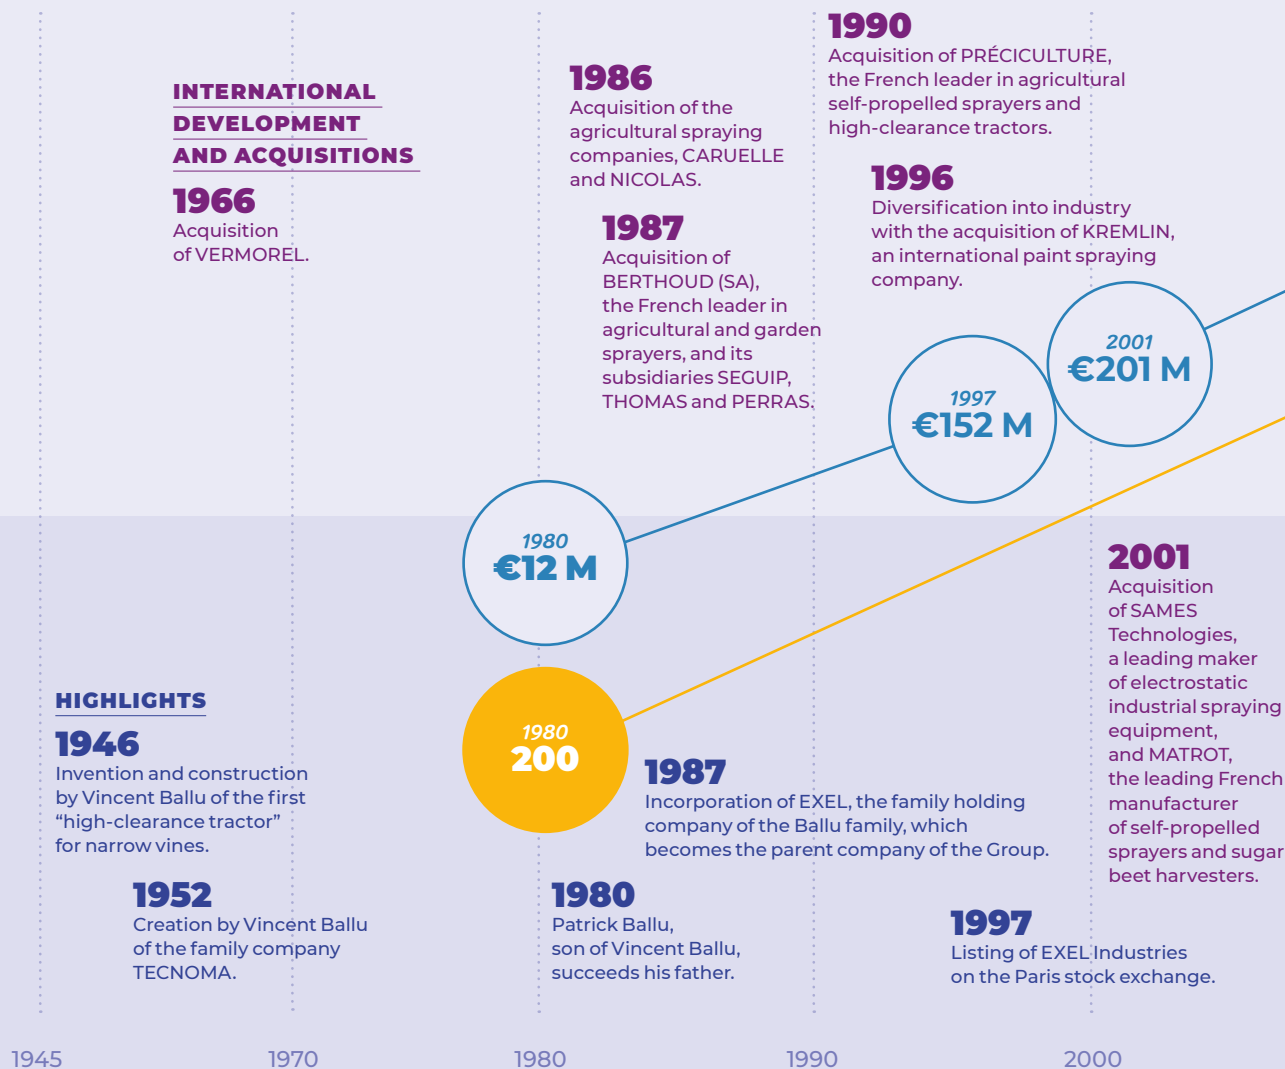 INTERNATIONAL
DEVELOPMENT
AND ACQUISITIONS
1966
Acquisition
of VERMOREL.
1986
Acquisition of the
agricultural spraying
companies, CARUELLE
and NICOLAS.
1987
Acquisition of
BERTHOUD (SA),
the French leader in
agricultural and garden
sprayers, and its
subsidiaries SEGUIP,
THOMAS and PERRAS.
1990
Acquisition of PRÉCICULTURE,
the French leader in agricultural
self-propelled sprayers and
high-clearance tractors.
1996
Diversification into industry
with the acquisition of KREMLIN,
an international paint spraying
company.
2001
€201 M
1997
€152 M
1980
€12 M
1980
200
2001
Acquisition
of SAMES
Technologies,
a leading maker
of electrostatic
industrial spraying
equipment,
and MATROT,
the leading French
manufacturer
of self-propelled
sprayers and sugar
beet harvesters.
HIGHLIGHTS
1946
Invention and construction
by Vincent Ballu of the first
“high-clearance tractor”
for narrow vines.
1952
Creation by Vincent Ballu
of the family company
TECNOMA.
1987
Incorporation of EXEL, the family holding
company of the Ballu family, which
becomes the parent company of the Group.
1980
Patrick Ballu,
son of Vincent Ballu,
succeeds his father.
1997
Listing of EXEL Industries
on the Paris stock exchange.
1945
1970
1980
1990
2000